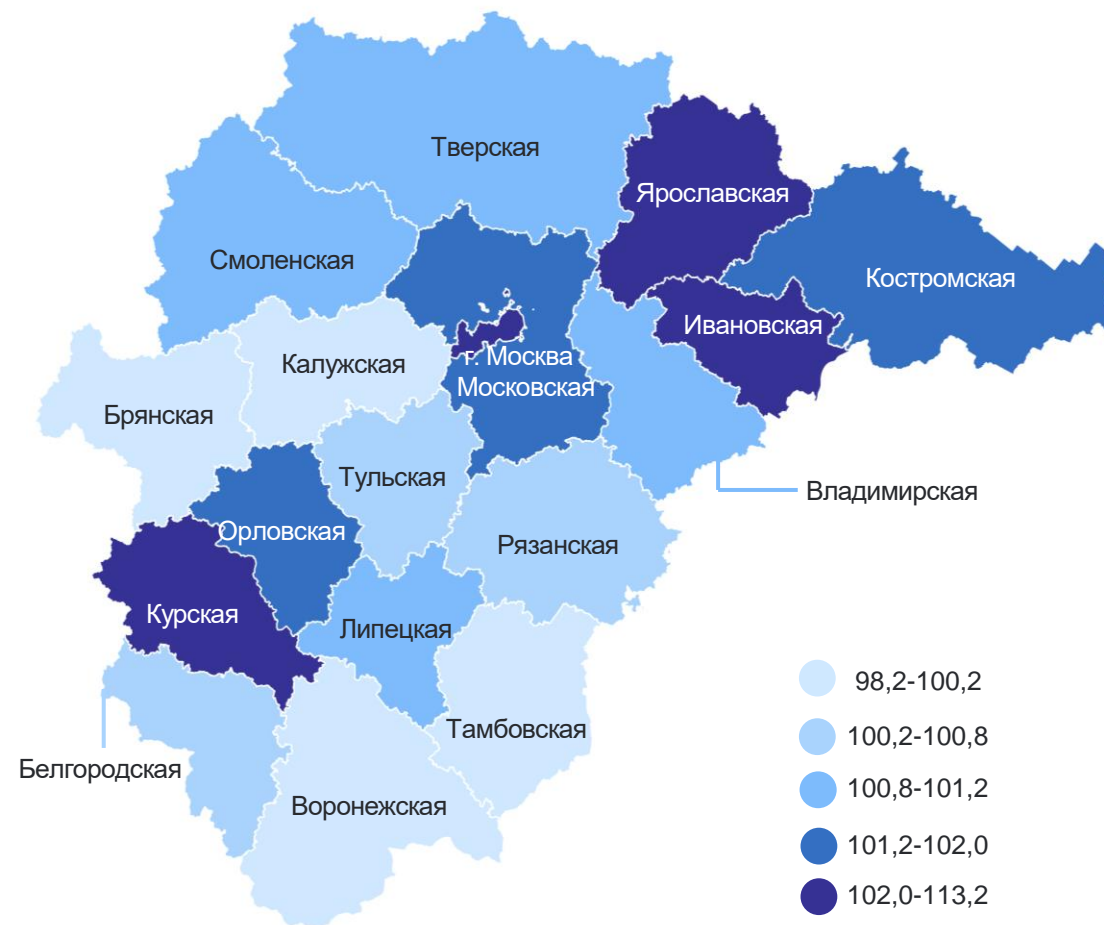 Тверская
Ярославская
Смоленская
Костромская
Ивановская
Калужская
г. Москва
Московская
Брянская
Тульская
Владимирская
Орловская
Рязанская
Курская
Липецкая
Тамбовская
Белгородская
Воронежская
98,2-100,2
100,2-100,8
100,8-101,2
101,2-102,0
102,0-113,2